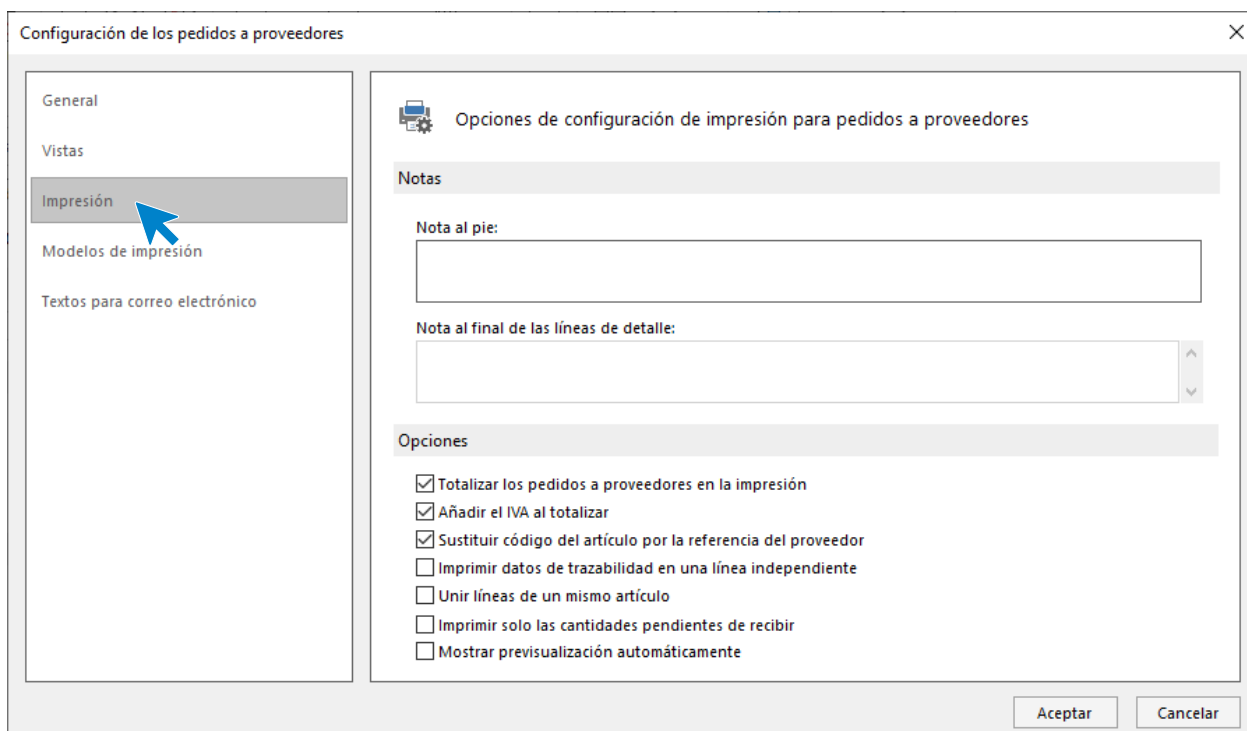 Configuración de los pedidos a proveedores
General
Vistas
Impresión
Modelos de impresión
Textos para correo electrónico
Opciones de configuración de impresión para pedidos a proveedores
Notas
Nota al pie:
Nota al final de las líneas de detalle:
Opciones
Totalizar los pedidos a proveedores en la impresión
Añadir el IVA al totalizar
Sustituir código del artículo por la referencia del proveedor
Imprimir datos de trazabilidad en una línea independiente
Unir líneas de un mismo artículo
Imprimir solo las cantidades pendientes de recibir
Mostrar previsualización automáticamente
Aceptar
Cancelar